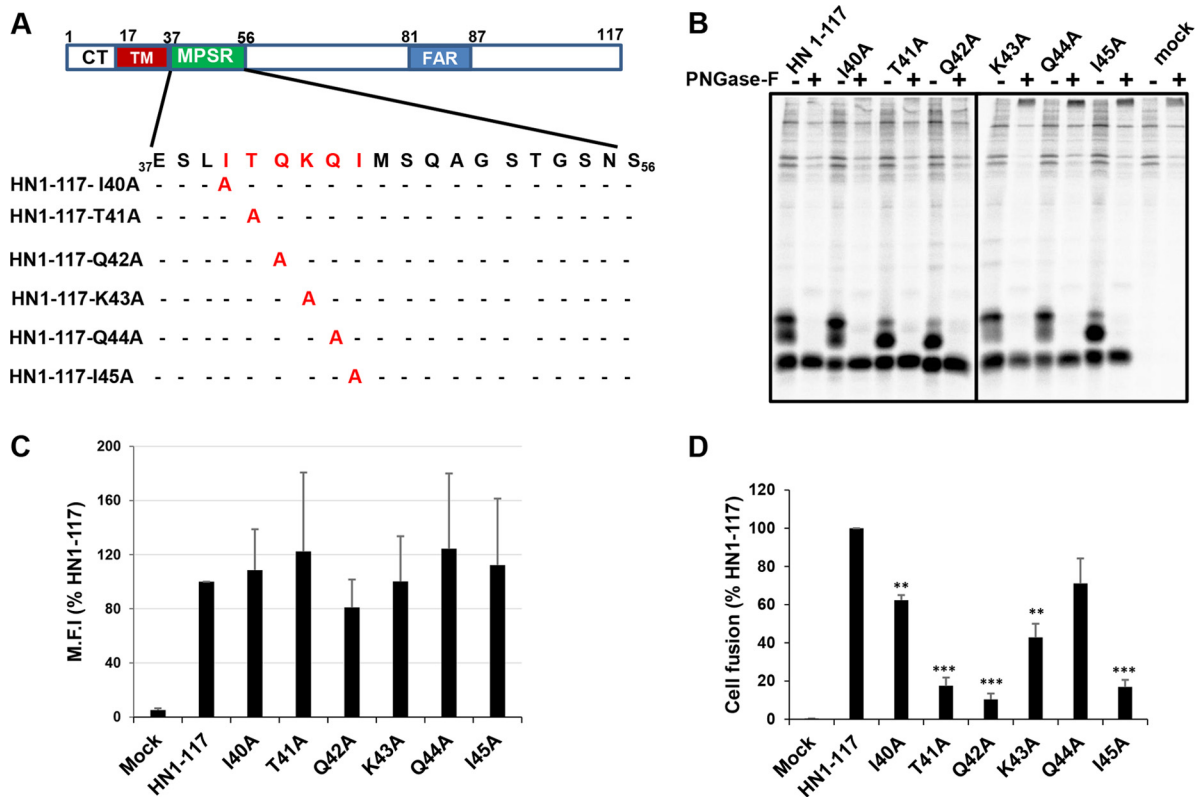 A
1 17 37 56 81 87 117
CT TM MPSR FAR
37 E S L I T Q K Q I M S Q A G S T G S N S 56
HN1-117- I40A - - - A - - - - - - - - - - - - - - - -
HN1-117-T41A - - - - A - - - - - - - - - - - - - - -
HN1-117-Q42A - - - - - A - - - - - - - - - - - - - -
HN1-117-K43A - - - - - - A - - - - - - - - - - - - -
HN1-117-Q44A - - - - - - - A - - - - - - - - - - - -
HN1-117-I45A - - - - - - - - A - - - - - - - - - - -
B
HN 1-117 I40A T41A Q42A K43A Q44A I45A mock
PNGase-F - + - + - + - + - + - + - + - +
C
M.F.I (% HN1-117)
200
160
120
80
40
0
Mock HN1-117 I40A T41A Q42A K43A Q44A I45A
D
Cell fusion (% HN1-117)
120
100
80
60
40
20
0
** *** *** ** ***
Mock HN1-117 I40A T41A Q42A K43A Q44A I45A